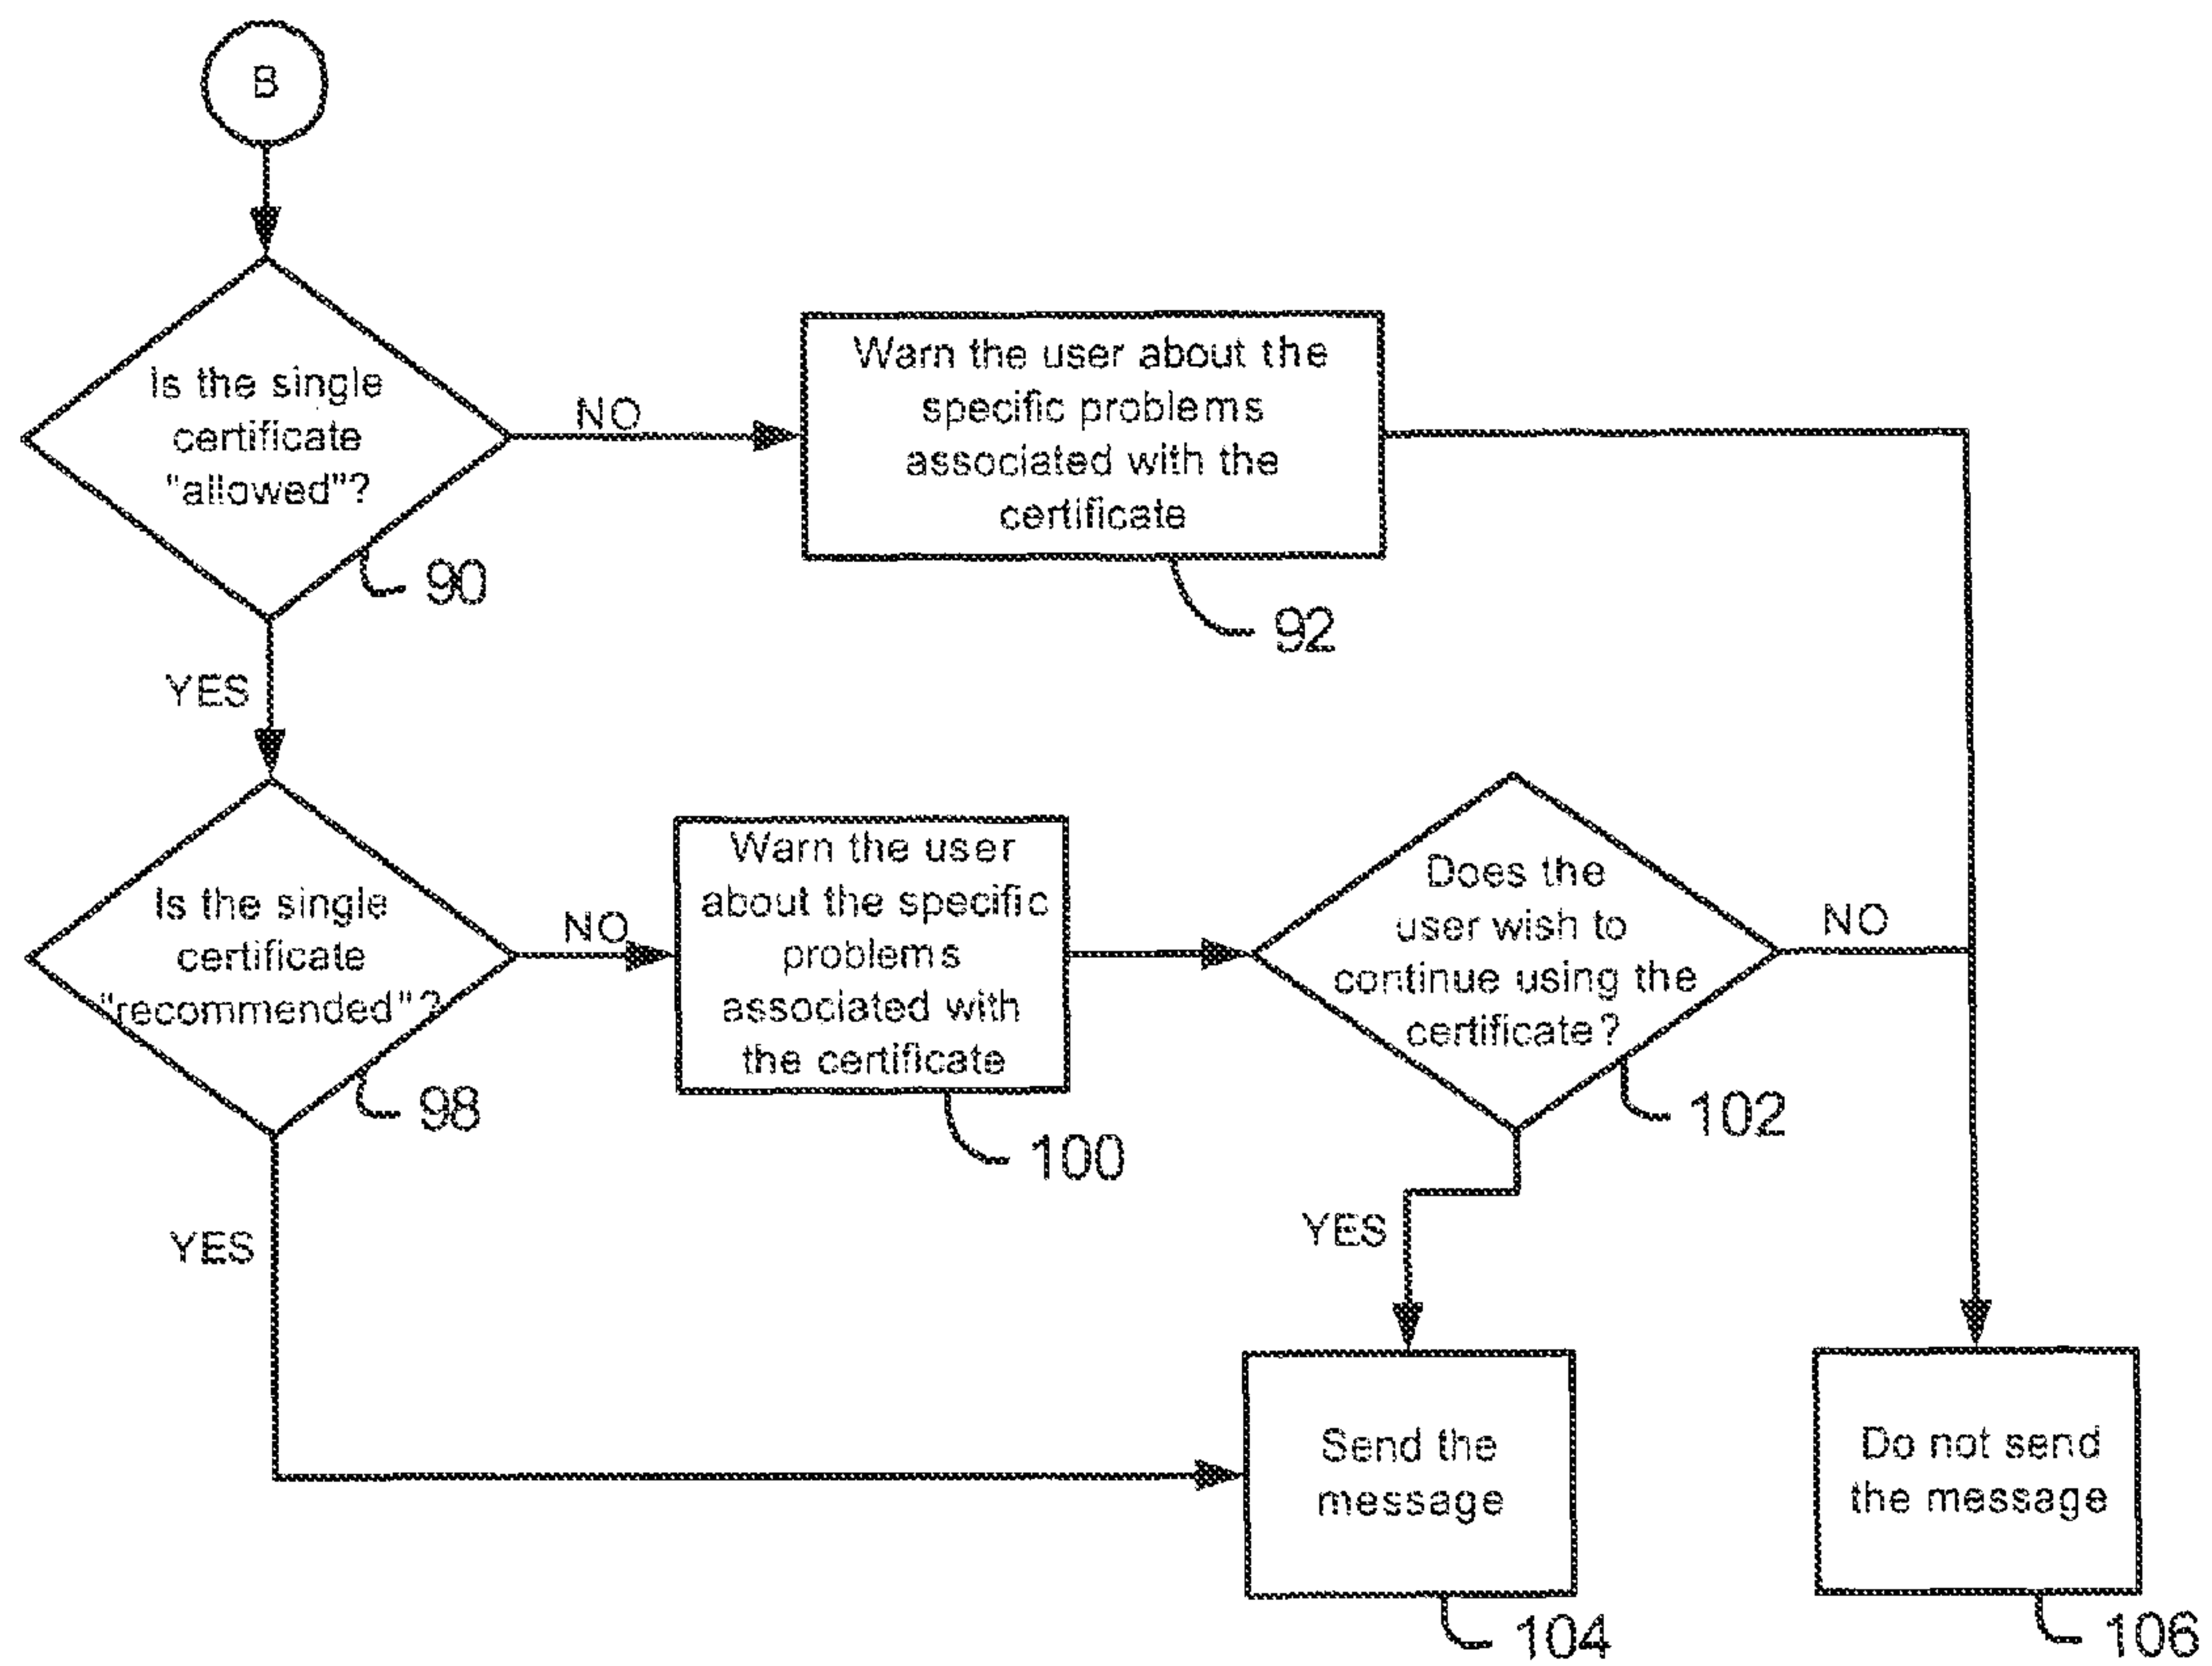 B
Is the single
certificate
"allowed"?
90
NO
Warn the user about the
specific problems
associated with the
certificate
92
YES
Is the single
certificate
"recommended"?
98
NO
Warn the user
about the specific
problems
associated with
the certificate
100
Does the
user wish to
continue using the
certificate?
102
NO
YES
YES
Send the
message
104
Do not send
the message
106